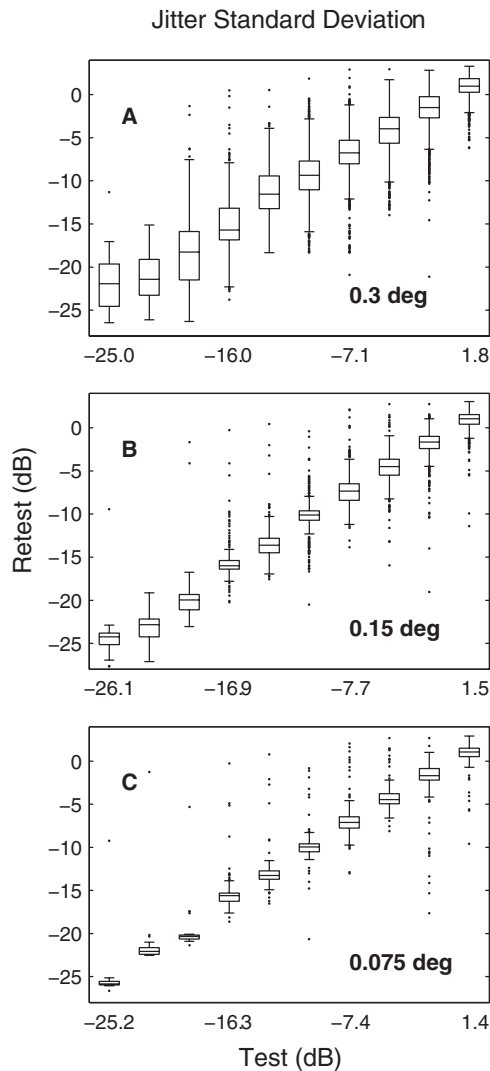 Jitter Standard Deviation
A
0
−5
−10
−15
−20
−25
0.3 deg
−25.0 −16.0 −7.1 1.8
B
0
−5
−10
−15
−20
−25
0.15 deg
−26.1 −16.9 −7.7 1.5
Retest (dB)
C
0
−5
−10
−15
−20
−25
0.075 deg
−25.2 −16.3 −7.4 1.4
Test (dB)